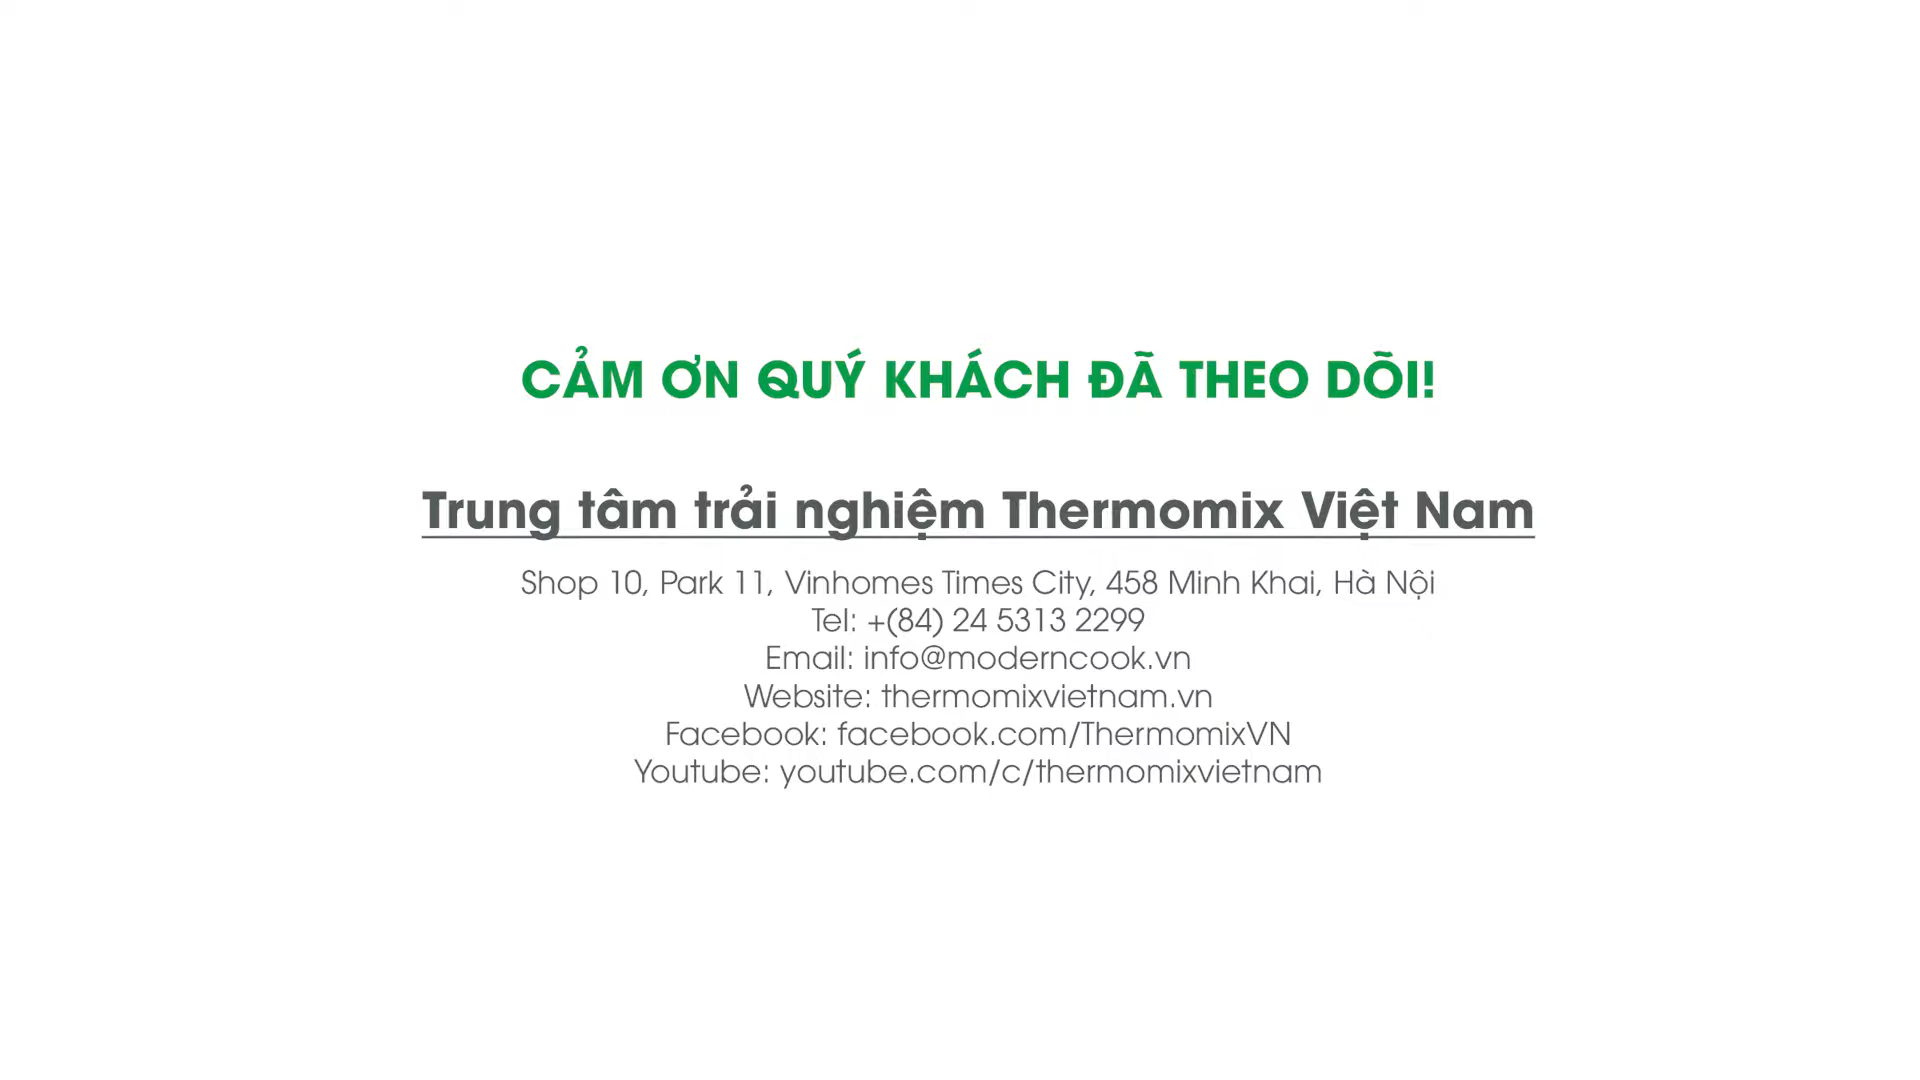 CẢM ƠN QUÝ KHÁCH ĐÃ THEO DÕI!
Trung tâm trải nghiệm Thermomix Việt Nam
Shop 10, Park 11, Vinhomes Times City, 458 Minh Khai, Hà Nội
Tel: +(84) 24 5313 2299
Email: info@moderncook.vn
Website: thermomixvietnam.vn
Facebook: facebook.com/ThermomixVN
Youtube: youtube.com/c/thermomixvietnam